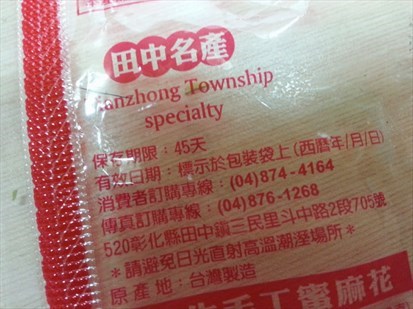 田中名產
Tianzhong Township
specialty
保存期限：45天
有效日期：標示於包裝袋上(西曆年/月/日)
消費者訂購專線：(04)874-4164
傳真訂購專線：(04)876-1268
520彰化縣田中鎮三民里斗中路2段705號
*請避免日光直射高溫潮溼場所*
原產地：台灣製造
手工蜜麻花